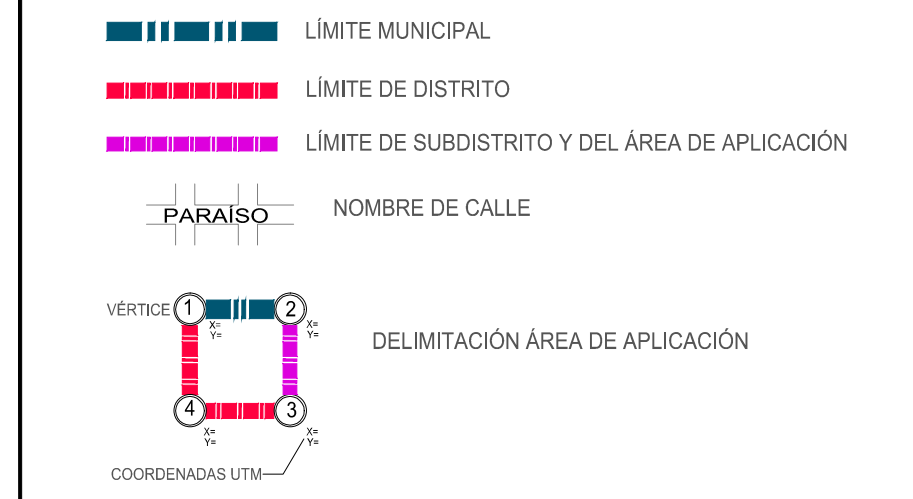 LÍMITE MUNICIPAL
LÍMITE DE DISTRITO
LÍMITE DE SUBDISTRITO Y DEL ÁREA DE APLICACIÓN
PARAÍSO
NOMBRE DE CALLE
VÉRTICE 1 2
X=
Y=
X=
Y=
DELIMITACIÓN ÁREA DE APLICACIÓN
4 3
X=
Y=
X=
Y=
COORDENADAS UTM